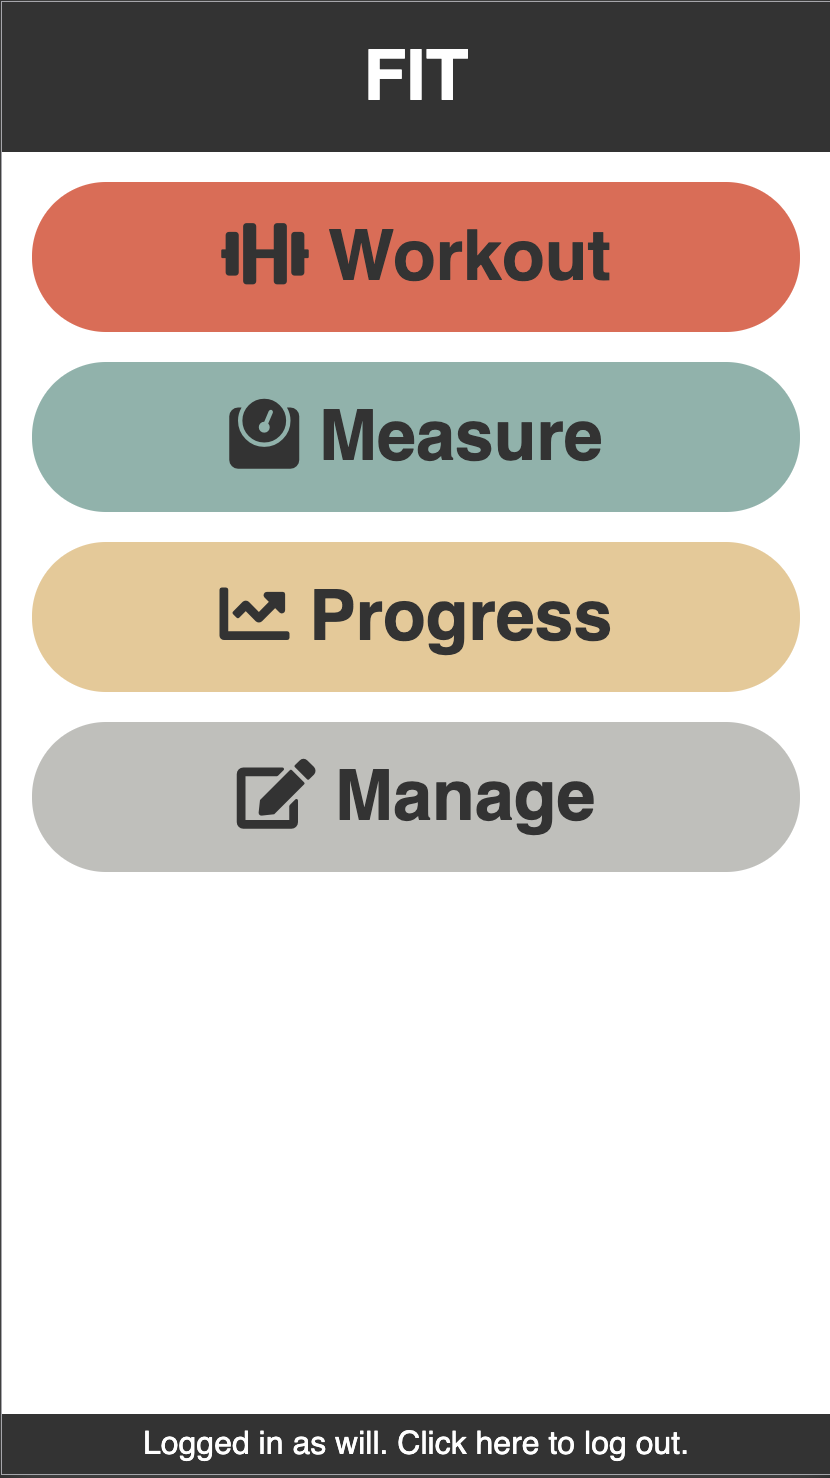 FIT
Workout
Measure
Progress
Manage
Logged in as will. Click here to log out.